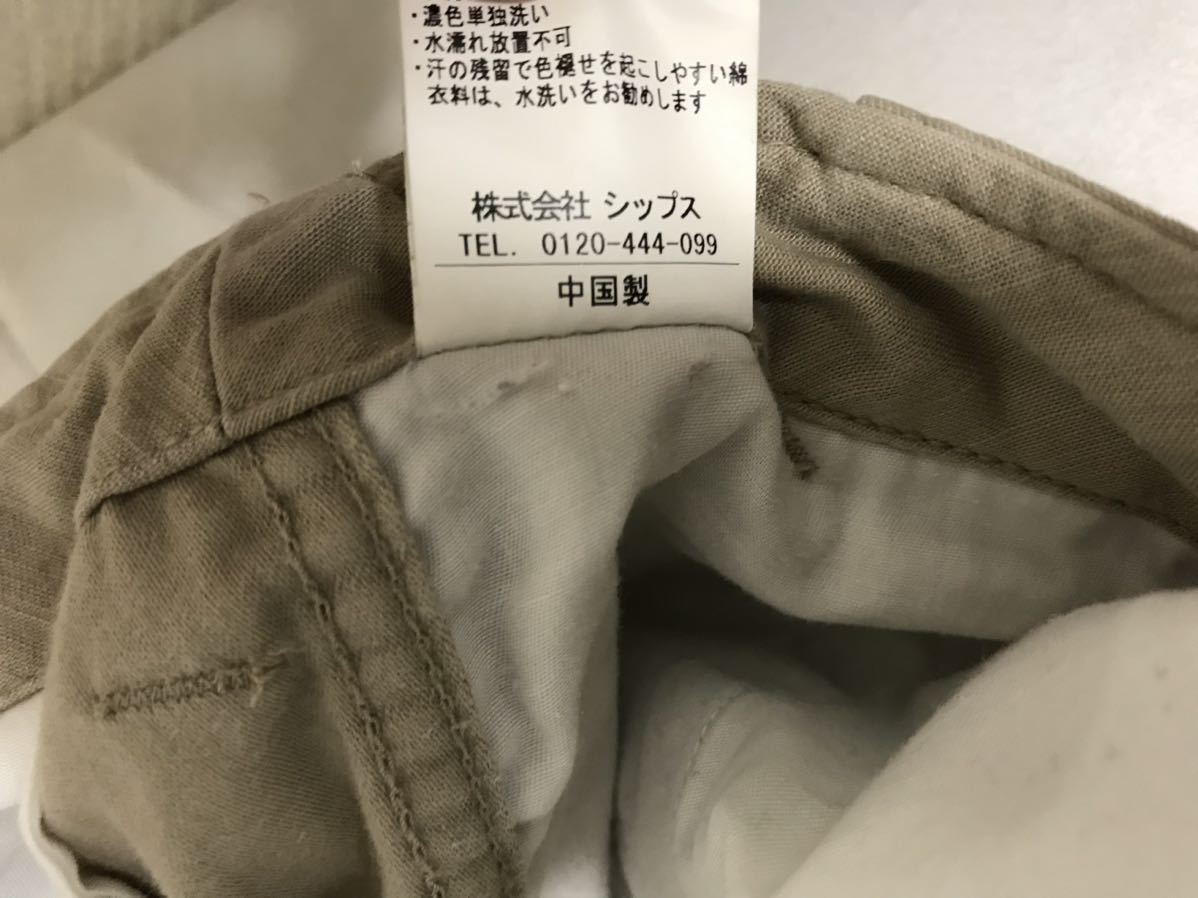 ・濃色単独洗い
・水濡れ放置不可
・汗の残留で色褪せを起こしやすい綿
衣料は、水洗いをお勧めします
株式会社 シップス
TEL. 0120-444-099
中国製